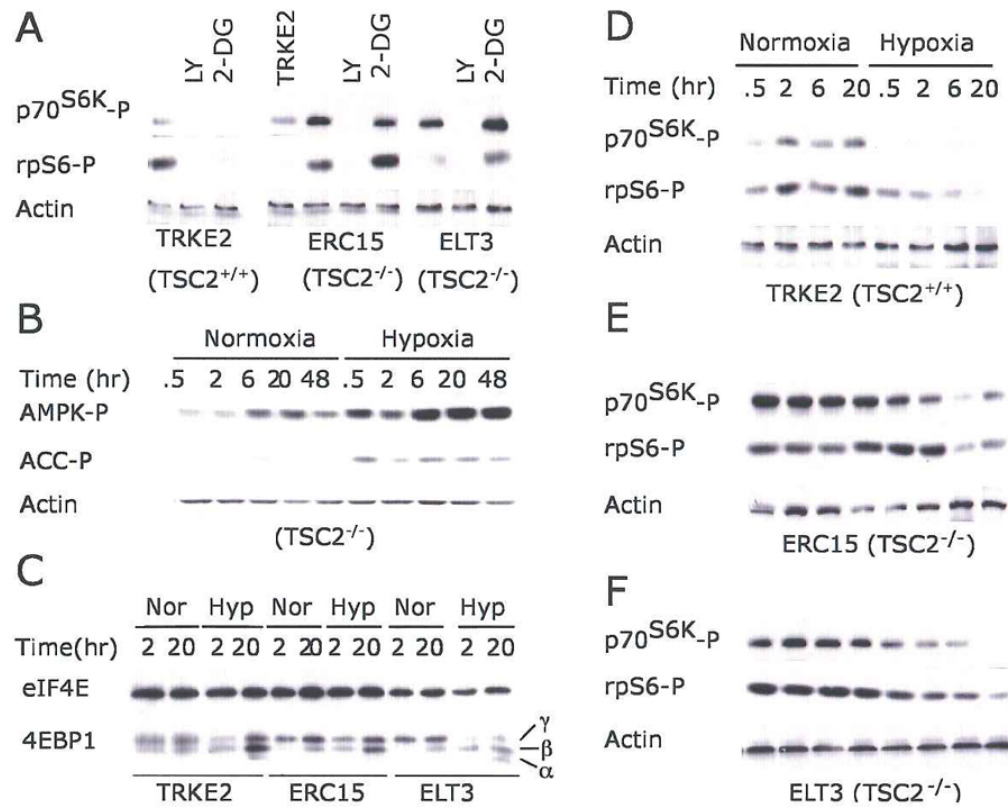 A
LY
2-DG
TRKE2
LY
2-DG
LY
2-DG
p70S6K-P
rpS6-P
Actin
TRKE2
ERC15
ELT3
(TSC2+/+)
(TSC2-/-)
(TSC2-/-)
B
Normoxia
Hypoxia
Time (hr)
.5 2 6 20 48 .5 2 6 20 48
AMPK-P
ACC-P
Actin
(TSC2-/-)
C
Nor Hyp Nor Hyp Nor Hyp
Time(hr) 2 20 2 20 2 20 2 20 2 20 2 20
eIF4E
4EBP1
γ
β
α
TRKE2
ERC15
ELT3
D
Normoxia
Hypoxia
Time (hr) .5 2 6 20 .5 2 6 20
p70S6K-P
rpS6-P
Actin
TRKE2 (TSC2+/+)
E
p70S6K-P
rpS6-P
Actin
ERC15 (TSC2-/-)
F
p70S6K-P
rpS6-P
Actin
ELT3 (TSC2-/-)